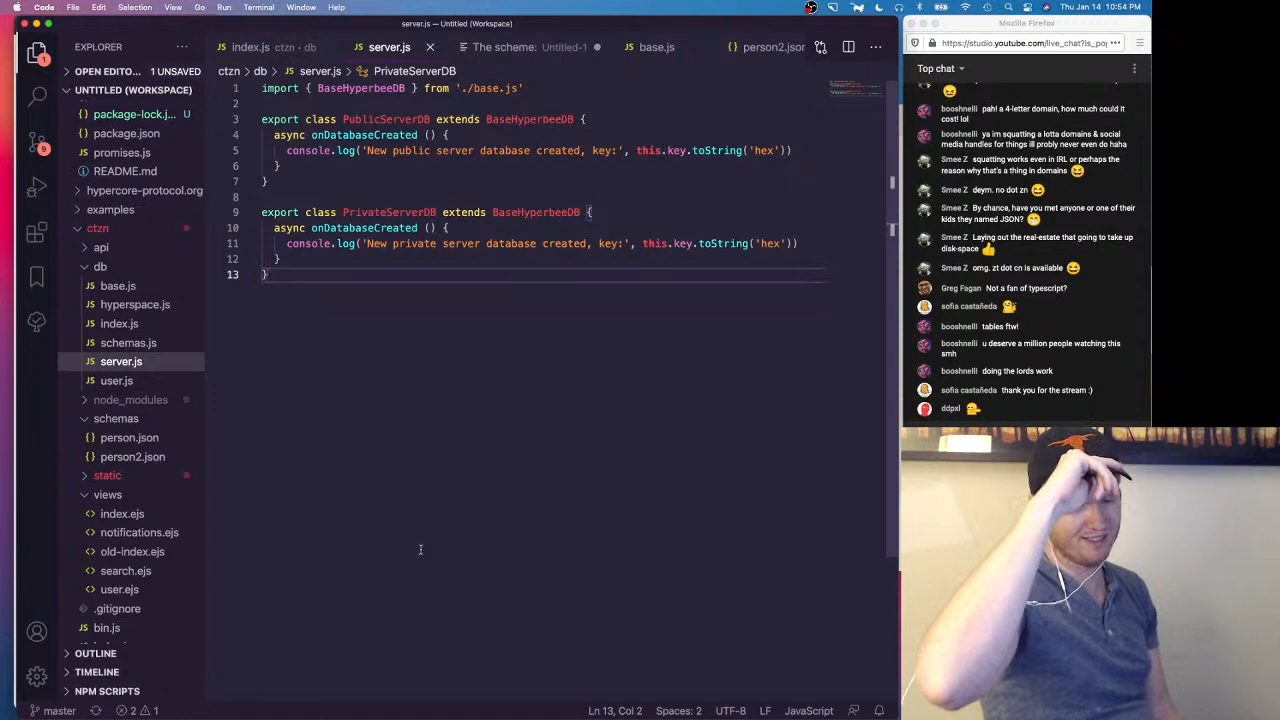 Code File Edit Selection View Go Run Terminal Window Help
Thu Jan 14 10:54 PM
server.js — Untitled (Workspace)
EXPLORER
OPEN EDITO... 1 UNSAVED
UNTITLED (WORKSPACE)
package-lock.j... U
package.json
promises.js
README.md
hypercore-protocol.org
examples
ctzn
api
db
base.js
hyperspace.js
index.js
schemas.js
server.js
user.js
node_modules
schemas
person.json
person2.json
static
views
index.ejs
notifications.ejs
old-index.ejs
search.ejs
user.ejs
.gitignore
bin.js
OUTLINE
TIMELINE
NPM SCRIPTS
1
9
JS index.js ctzn • db
JS server.js
The scheme: Untitled-1
JS base.js
{} person2.json
ctzn > db > JS server.js > PrivateServerDB
1 import { BaseHyperbeeDB } from './base.js'
2
3 export class PublicServerDB extends BaseHyperbeeDB {
4 async onDatabaseCreated () {
5 console.log('New public server database created, key:', this.key.toString('hex'))
6 }
7 }
8
9 export class PrivateServerDB extends BaseHyperbeeDB {
10 async onDatabaseCreated () {
11 console.log('New private server database created, key:', this.key.toString('hex'))
12 }
13 }
master 2 1
Ln 13, Col 2 Spaces: 2 UTF-8 LF JavaScript
Mozilla Firefox
https://studio.youtube.com/live_chat?is_pop
Top chat
booshnelli pah! a 4-letter domain, how much could it
cost! lol
booshnelli ya im squatting a lotta domains & social
media handles for things ill probly never even do haha
Smee Z squatting works even in IRL or perhaps the
reason why that's a thing in domains 😆
Smee Z deym. no dot zn 😆
Smee Z By chance, have you met anyone or one of
their kids they named JSON? 😁
Smee Z Laying out the real-estate that going to take up
disk-space 👍
Smee Z omg. zt dot cn is available 😆
Greg Fagan Not a fan of typescript?
sofia castañeda
booshnelli tables ftw!
booshnelli u deserve a million people watching this
smh
booshnelli doing the lords work
sofia castañeda thank you for the stream :)
ddpxl